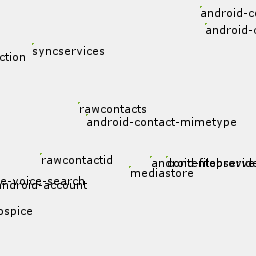 android-co
android-c
syncservices
ction
rawcontacts
android-contact-mimetype
rawcontactid
mediastore
e-voice-search
android-account
ospice